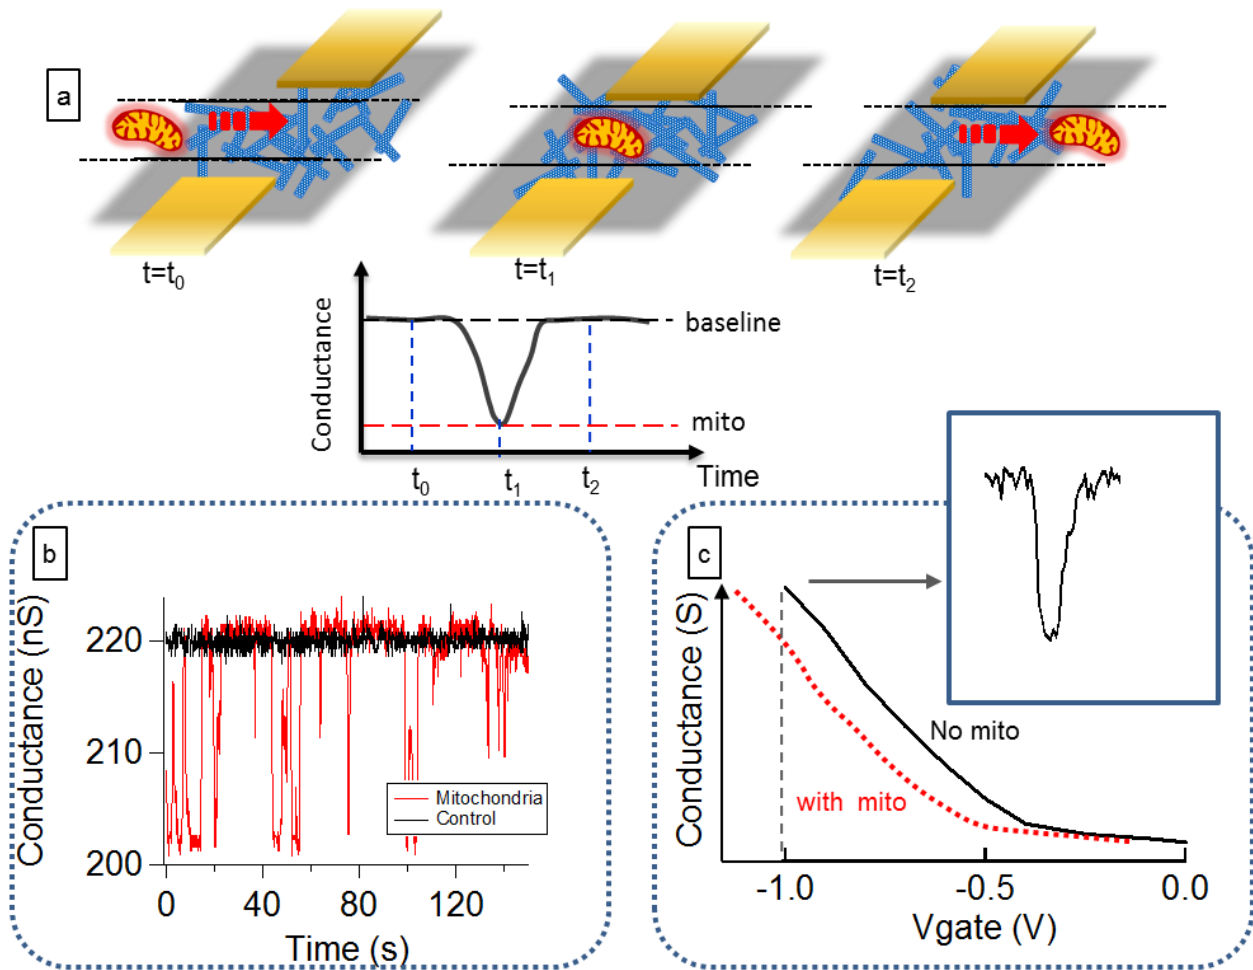 a
t=t0
t=t1
t=t2
Conductance
baseline
mito
t0
t1
t2
Time
b
Conductance (nS)
220
210
200
Mitochondria
Control
0
40
80
120
Time (s)
c
Conductance (S)
No mito
with mito
-1.0
-0.5
0.0
Vgate (V)